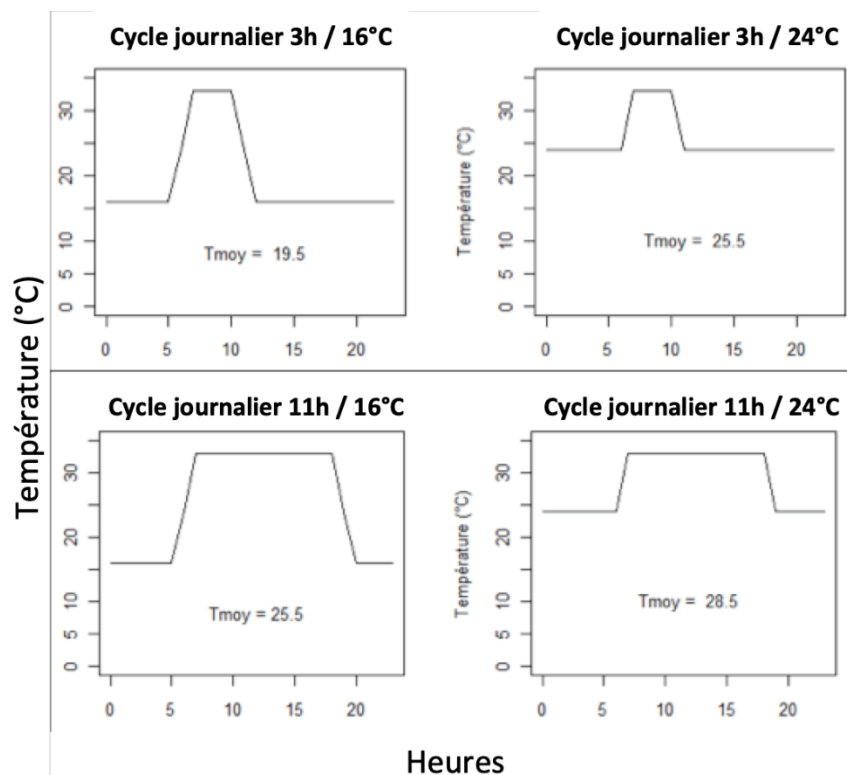 Cycle journalier 3h / 16°C
Cycle journalier 3h / 24°C
30
20
10
5
0
Tmoy = 19.5
0 5 10 15 20
Température (°C)
30
20
10
5
0
Tmoy = 25.5
0 5 10 15 20
Température (°C)
Cycle journalier 11h / 16°C
Cycle journalier 11h / 24°C
30
20
10
5
0
Tmoy = 25.5
0 5 10 15 20
Température (°C)
30
20
10
5
0
Tmoy = 28.5
0 5 10 15 20
Heures